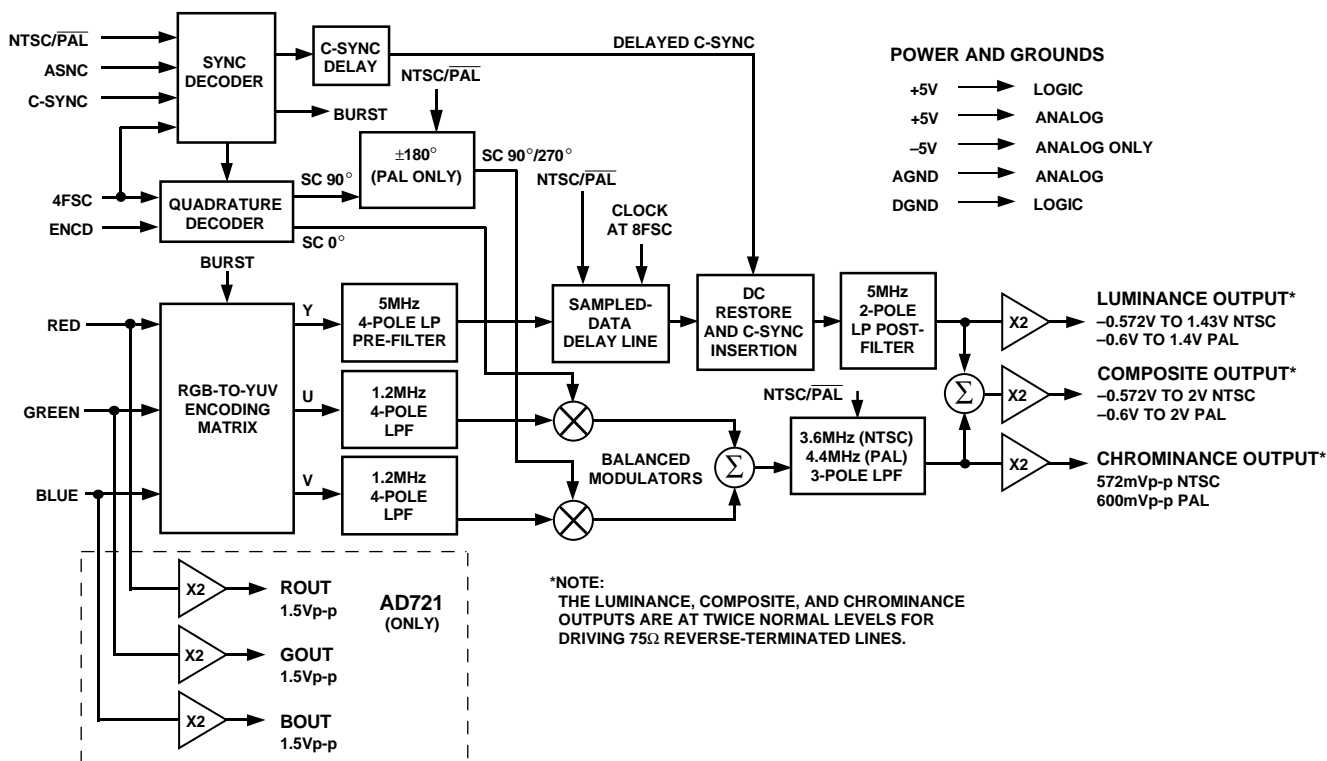 NTSC/PAL
ASNC
C-SYNC
4FSC
ENCD
SYNC
DECODER
C-SYNC
DELAY
DELAYED C-SYNC
NTSC/PAL
BURST
±180°
(PAL ONLY)
SC 90°
SC 90°/270°
QUADRATURE
DECODER
SC 0°
BURST
NTSC/PAL
CLOCK
AT 8FSC
POWER AND GROUNDS
+5V LOGIC
+5V ANALOG
–5V ANALOG ONLY
AGND ANALOG
DGND LOGIC
RED
GREEN
BLUE
RGB-TO-YUV
ENCODING
MATRIX
Y
U
V
5MHz
4-POLE LP
PRE-FILTER
1.2MHz
4-POLE
LPF
1.2MHz
4-POLE
LPF
SAMPLED-
DATA
DELAY LINE
DC
RESTORE
AND C-SYNC
INSERTION
5MHz
2-POLE
LP POST-
FILTER
BALANCED
MODULATORS
Σ
NTSC/PAL
3.6MHz (NTSC)
4.4MHz (PAL)
3-POLE LPF
Σ
X2
LUMINANCE OUTPUT*
–0.572V TO 1.43V NTSC
–0.6V TO 1.4V PAL
X2
COMPOSITE OUTPUT*
–0.572V TO 2V NTSC
–0.6V TO 2V PAL
X2
CHROMINANCE OUTPUT*
572mVp-p NTSC
600mVp-p PAL
X2
ROUT
1.5Vp-p
X2
GOUT
1.5Vp-p
X2
BOUT
1.5Vp-p
AD721
(ONLY)
*NOTE:
THE LUMINANCE, COMPOSITE, AND CHROMINANCE
OUTPUTS ARE AT TWICE NORMAL LEVELS FOR
DRIVING 75Ω REVERSE-TERMINATED LINES.